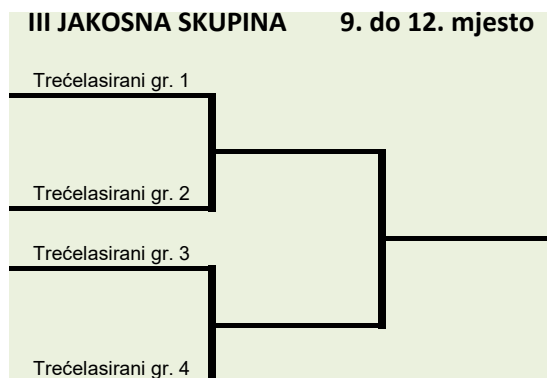 III JAKOSNA SKUPINA 9. do 12. mjesto
Trećelasirani gr. 1
Trećelasirani gr. 2
Trećelasirani gr. 3
Trećelasirani gr. 4